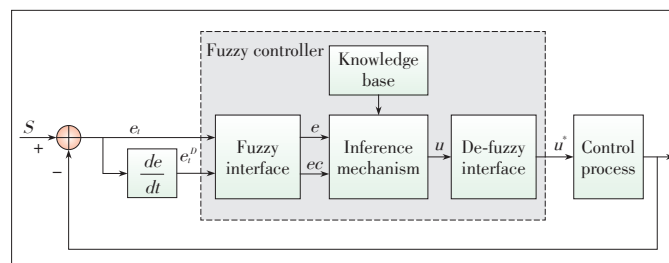 Fuzzy controller
Knowledge
base
S
+
−
e_t
de
dt
e_t^D
Fuzzy
interface
e
ec
Inference
mechanism
u
De-fuzzy
interface
u*
Control
process